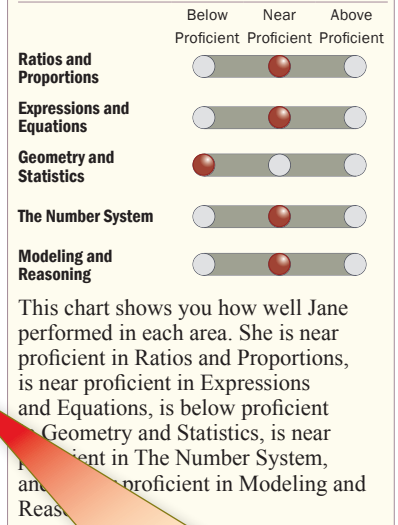 Below Near Above
Proficient Proficient Proficient
Ratios and
Proportions
Expressions and
Equations
Geometry and
Statistics
The Number System
Modeling and
Reasoning
This chart shows you how well Jane
performed in each area. She is near
proficient in Ratios and Proportions,
is near proficient in Expressions
and Equations, is below proficient
Geometry and Statistics, is near
in The Number System,
proficient in Modeling and